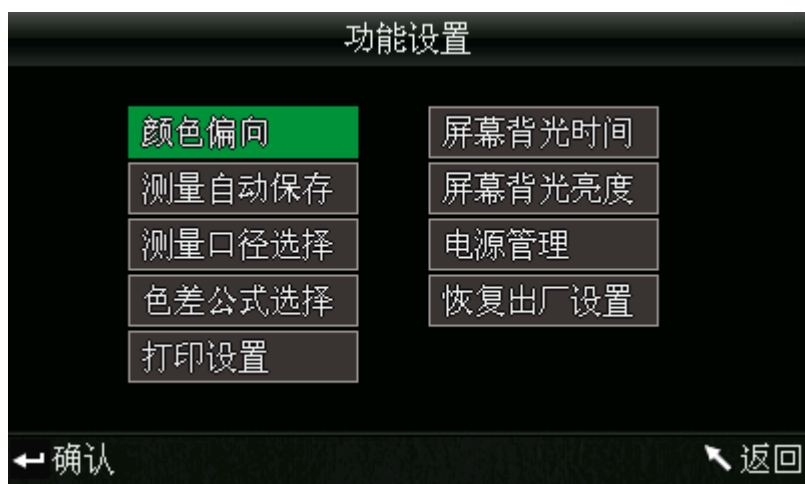 功能设置
颜色偏向
测量自动保存
测量口径选择
色差公式选择
打印设置
屏幕背光时间
屏幕背光亮度
电源管理
恢复出厂设置
确认
返回